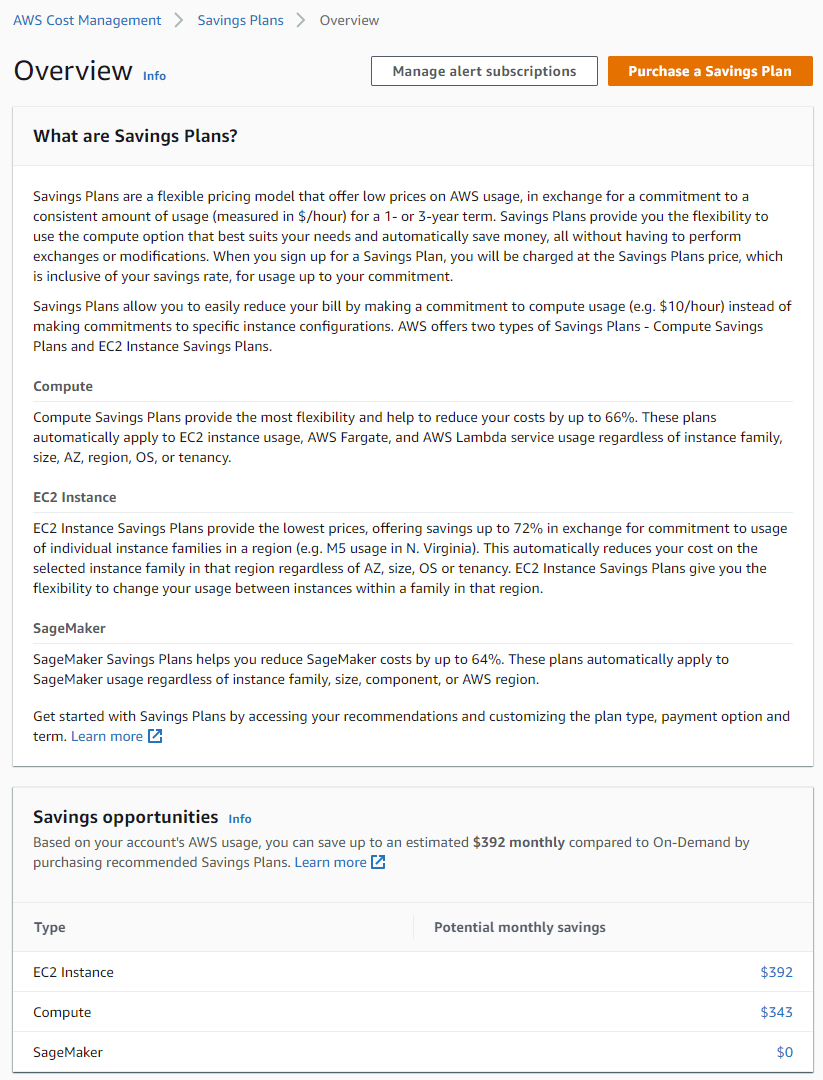 AWS Cost Management > Savings Plans > Overview
Overview Info
Manage alert subscriptions
Purchase a Savings Plan
What are Savings Plans?
Savings Plans are a flexible pricing model that offer low prices on AWS usage, in exchange for a commitment to a
consistent amount of usage (measured in $/hour) for a 1- or 3-year term. Savings Plans provide you the flexibility to
use the compute option that best suits your needs and automatically save money, all without having to perform
exchanges or modifications. When you sign up for a Savings Plan, you will be charged at the Savings Plans price, which
is inclusive of your savings rate, for usage up to your commitment.
Savings Plans allow you to easily reduce your bill by making a commitment to compute usage (e.g. $10/hour) instead of
making commitments to specific instance configurations. AWS offers two types of Savings Plans - Compute Savings
Plans and EC2 Instance Savings Plans.
Compute
Compute Savings Plans provide the most flexibility and help to reduce your costs by up to 66%. These plans
automatically apply to EC2 instance usage, AWS Fargate, and AWS Lambda service usage regardless of instance family,
size, AZ, region, OS, or tenancy.
EC2 Instance
EC2 Instance Savings Plans provide the lowest prices, offering savings up to 72% in exchange for commitment to usage
of individual instance families in a region (e.g. M5 usage in N. Virginia). This automatically reduces your cost on the
selected instance family in that region regardless of AZ, size, OS or tenancy. EC2 Instance Savings Plans give you the
flexibility to change your usage between instances within a family in that region.
SageMaker
SageMaker Savings Plans helps you reduce SageMaker costs by up to 64%. These plans automatically apply to
SageMaker usage regardless of instance family, size, component, or AWS region.
Get started with Savings Plans by accessing your recommendations and customizing the plan type, payment option and
term. Learn more
Savings opportunities Info
Based on your account's AWS usage, you can save up to an estimated $392 monthly compared to On-Demand by
purchasing recommended Savings Plans. Learn more
Type Potential monthly savings
EC2 Instance $392
Compute $343
SageMaker $0